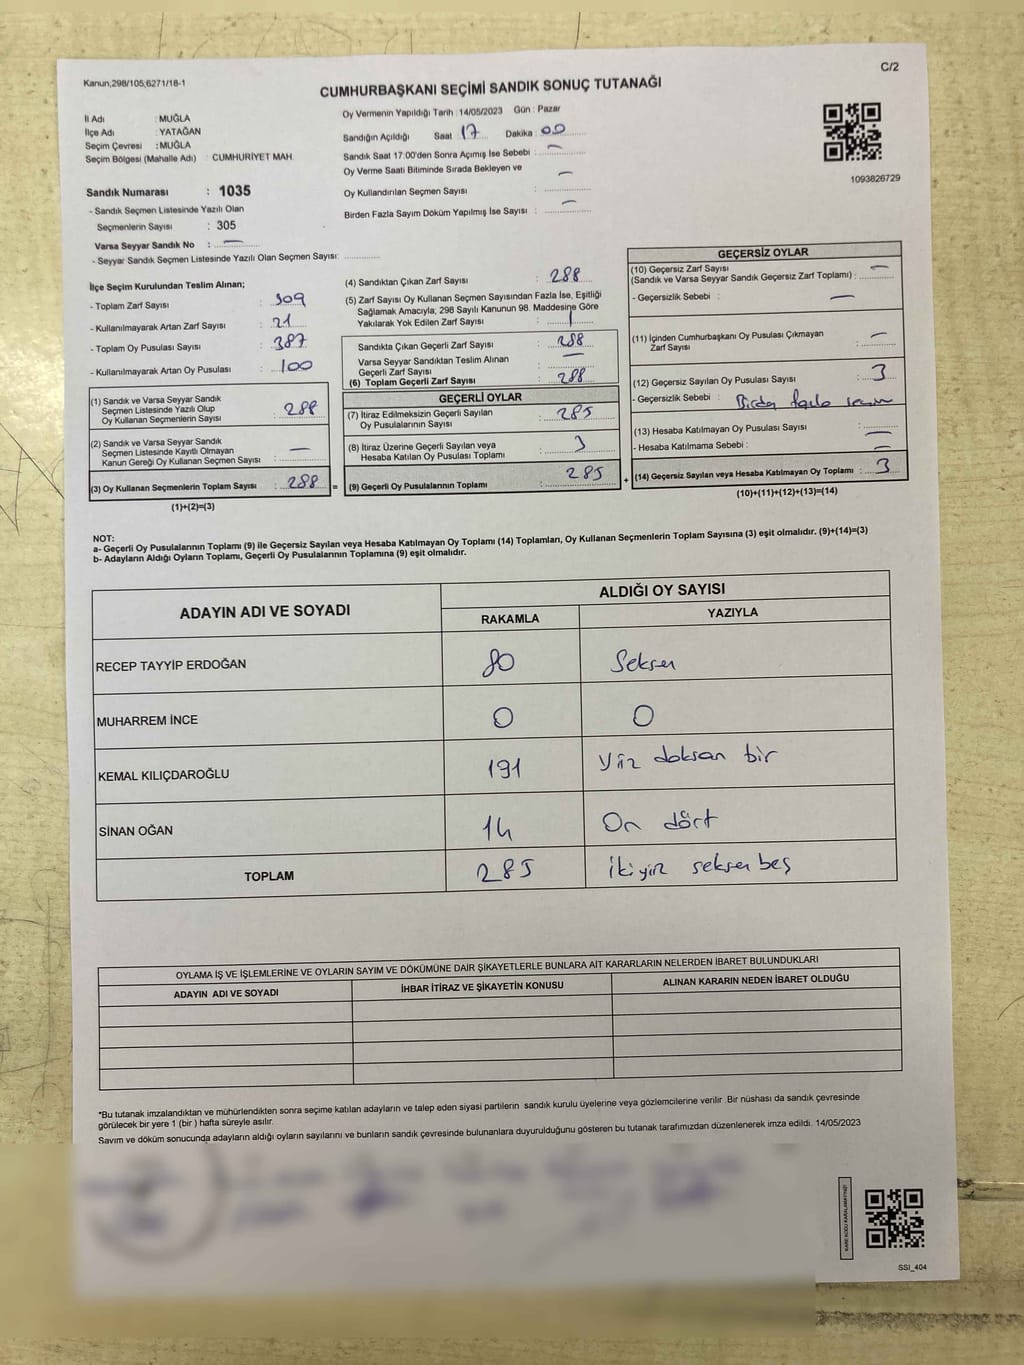 Kanun;298/105;6271/18-1
C/2
CUMHURBAŞKANI SEÇİMİ SANDIK SONUÇ TUTANAĞI
İl Adı : MUĞLA
İlçe Adı : YATAĞAN
Seçim Çevresi : MUĞLA
Seçim Bölgesi (Mahalle Adı) : CUMHURİYET MAH.
Sandık Numarası : 1035
- Sandık Seçmen Listesinde Yazılı Olan
Seçmenlerin Sayısı : 305
Varsa Seyyar Sandık No : —
- Seyyar Sandık Seçmen Listesinde Yazılı Olan Seçmen Sayısı:
Oy Vermenin Yapıldığı Tarih : 14/05/2023 Gün : Pazar
Sandığın Açıldığı Saat 17 Dakika 00
Sandık Saat 17.00'den Sonra Açımış İse Sebebi : —
Oy Verme Saati Bitiminde Sırada Bekleyen ve —
Oy Kullandırılan Seçmen Sayısı :
Birden Fazla Sayım Döküm Yapılmış İse Sayısı : —
1093826729
İlçe Seçim Kurulundan Teslim Alınan;
- Toplam Zarf Sayısı : 309
- Kullanılmayarak Artan Zarf Sayısı : 21
- Toplam Oy Pusulası Sayısı : 387
- Kullanılmayarak Artan Oy Pusulası : 100
(1) Sandık ve Varsa Seyyar Sandık
Seçmen Listesinde Yazılı Olup
Oy Kullanan Seçmenlerin Sayısı : 288
(2) Sandık ve Varsa Seyyar Sandık
Seçmen Listesinde Kayıtlı Olmayan
Kanun Gereği Oy Kullanan Seçmen Sayısı : —
(3) Oy Kullanan Seçmenlerin Toplam Sayısı : 288 =
(1)+(2)=(3)
(4) Sandıktan Çıkan Zarf Sayısı : 288
(5) Zarf Sayısı Oy Kullanan Seçmen Sayısından Fazla İse, Eşitliği
Sağlamak Amacıyla; 298 Sayılı Kanunun 98. Maddesine Göre
Yakılarak Yok Edilen Zarf Sayısı :
Sandıkta Çıkan Geçerli Zarf Sayısı : 288
Varsa Seyyar Sandıktan Teslim Alınan
Geçerli Zarf Sayısı : —
(6) Toplam Geçerli Zarf Sayısı : 288
GEÇERLİ OYLAR
(7) İtiraz Edilmeksizin Geçerli Sayılan
Oy Pusulalarının Sayısı : 285
(8) İtiraz Üzerine Geçerli Sayılan veya
Hesaba Katılan Oy Pusulası Toplamı : 3
(9) Geçerli Oy Pusulalarının Toplamı : 285 +
GEÇERSİZ OYLAR
(10) Geçersiz Zarf Sayısı —
(Sandık ve Varsa Seyyar Sandık Geçersiz Zarf Toplamı) :
- Geçersizlik Sebebi : —
(11) İçinden Cumhurbaşkanı Oy Pusulası Çıkmayan
Zarf Sayısı : —
(12) Geçersiz Sayılan Oy Pusulası Sayısı : 3
- Geçersizlik Sebebi : fazla
(13) Hesaba Katılmayan Oy Pusulası Sayısı : —
- Hesaba Katılmama Sebebi : —
(14) Geçersiz Sayılan veya Hesaba Katılmayan Oy Toplamı : 3
(10)+(11)+(12)+(13)=(14)
NOT:
a- Geçerli Oy Pusulalarının Toplamı (9) ile Geçersiz Sayılan veya Hesaba Katılmayan Oy Toplamı (14) Toplamları, Oy Kullanan Seçmenlerin Toplam Sayısına (3) eşit olmalıdır. (9)+(14)=(3)
b- Adayların Aldığı Oyların Toplamı, Geçerli Oy Pusulalarının Toplamına (9) eşit olmalıdır.
ADAYIN ADI VE SOYADI
ALDIĞI OY SAYISI
RAKAMLA YAZIYLA
RECEP TAYYİP ERDOĞAN 80 Seksen
MUHARREM İNCE 0 0
KEMAL KILIÇDAROĞLU 191 Yüz doksan bir
SİNAN OĞAN 14 On dört
TOPLAM 285 İkiyüz seksen beş
OYLAMA İŞ VE İŞLEMLERİNE VE OYLARIN SAYIM VE DÖKÜMÜNE DAİR ŞİKAYETLERLE BUNLARA AİT KARARLARIN NELERDEN İBARET BULUNDUKLARI
ADAYIN ADI VE SOYADI İHBAR İTİRAZ VE ŞİKAYETİN KONUSU ALINAN KARARIN NEDEN İBARET OLDUĞU
*Bu tutanak imzalandıktan ve mühürlendikten sonra seçime katılan adayların ve talep eden siyasi partilerin sandık kurulu üyelerine veya gözlemcilerine verilir. Bir nüshası da sandık çevresinde
görülecek bir yere 1 (bir ) hafta süreyle asılır.
Sayım ve döküm sonucunda adayların aldığı oyların sayılarını ve bunların sandık çevresinde bulunanlara duyurulduğunu gösteren bu tutanak tarafımızdan düzenlenerek imza edildi. 14/05/2023
SSI_404